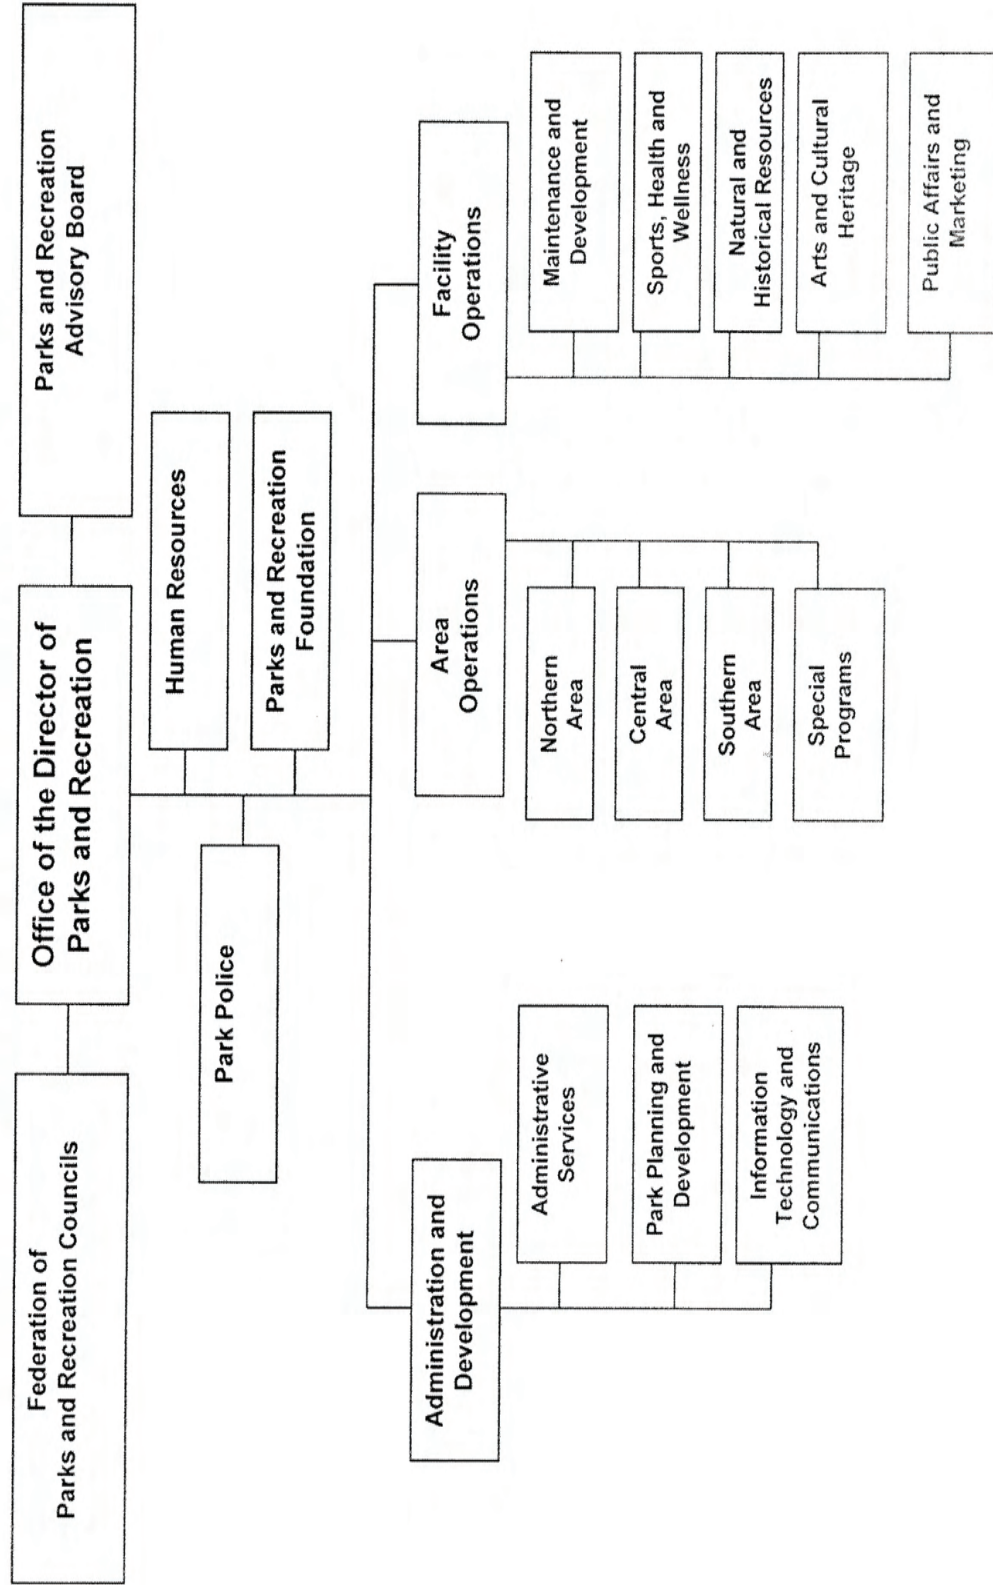 Federation of
Parks and Recreation Councils
Office of the Director of
Parks and Recreation
Parks and Recreation
Advisory Board
Park Police
Human Resources
Parks and Recreation
Foundation
Administration and
Development
Administrative
Services
Park Planning and
Development
Information
Technology and
Communications
Area
Operations
Northern
Area
Central
Area
Southern
Area
Special
Programs
Facility
Operations
Maintenance and
Development
Sports, Health and
Wellness
Natural and
Historical Resources
Arts and Cultural
Heritage
Public Affairs and
Marketing